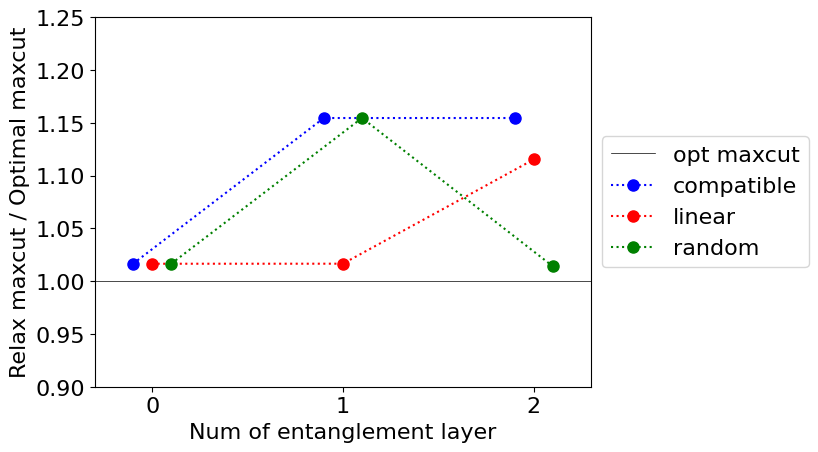 Relax maxcut / Optimal maxcut
1.25
1.20
1.15
1.10
1.05
1.00
0.95
0.90
0
1
2
Num of entanglement layer
opt maxcut
compatible
linear
random